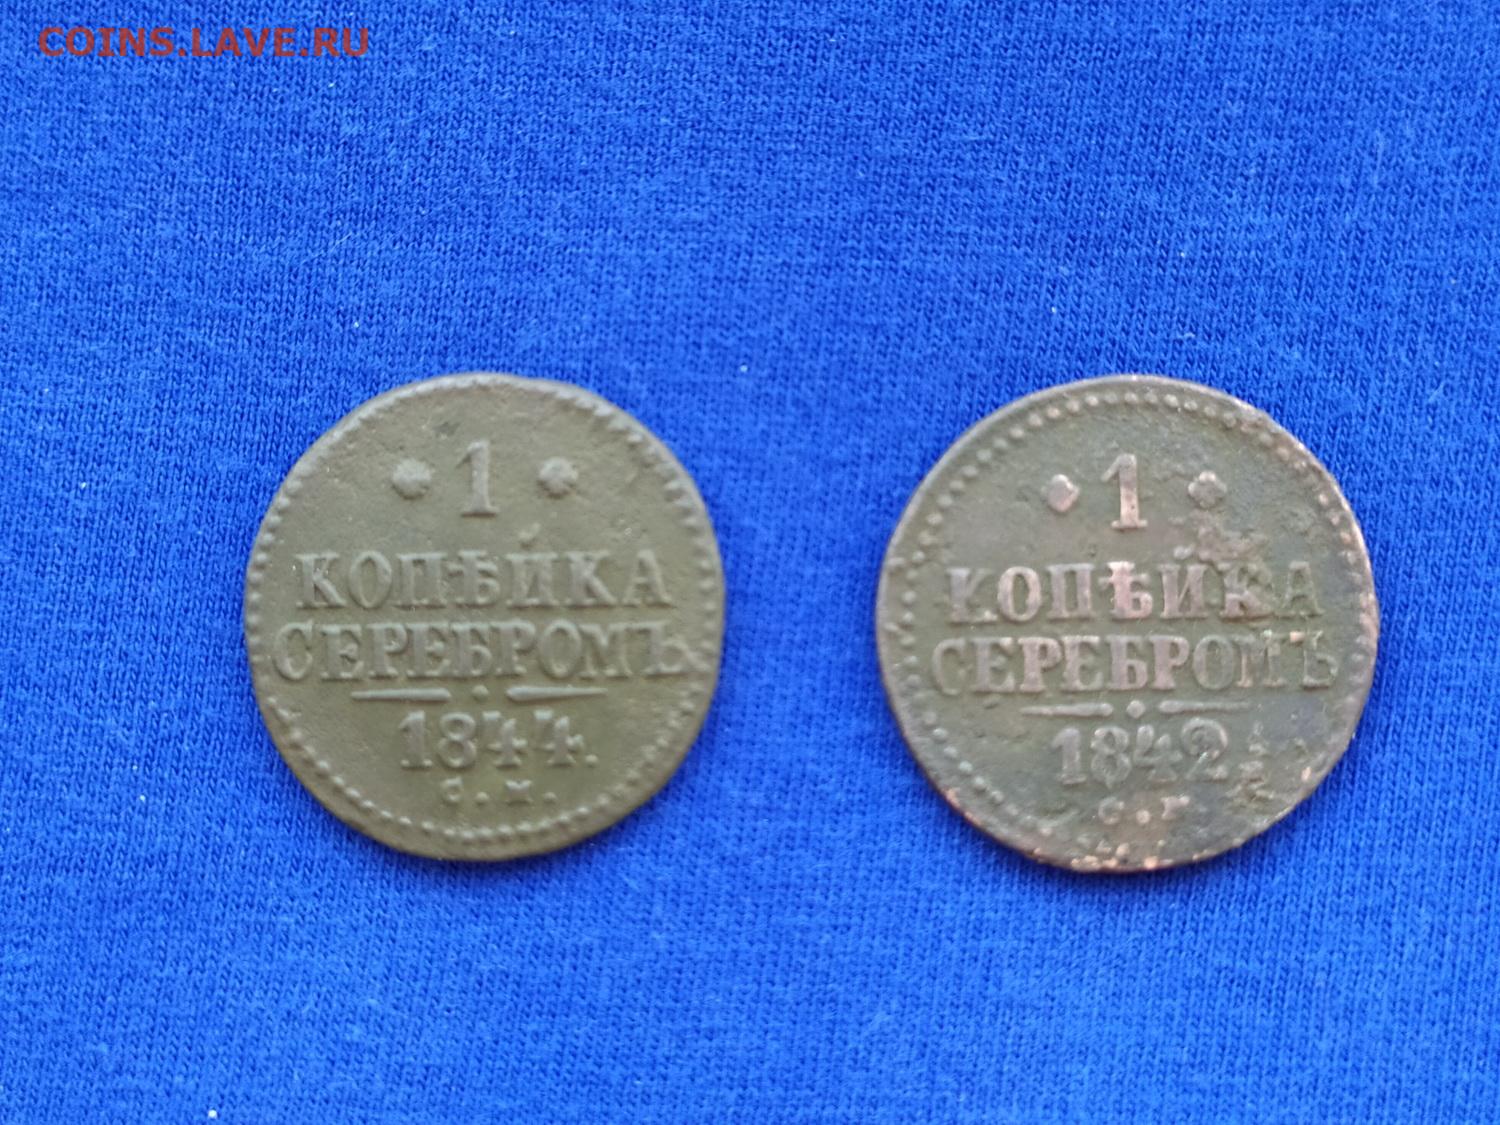 COINS.LAVE.RU
1
КОПѢЙКА
СЕРЕБРОМЪ
1844.
С.М.
1
КОПѢЙКА
СЕРЕБРОМЪ
1842
С.